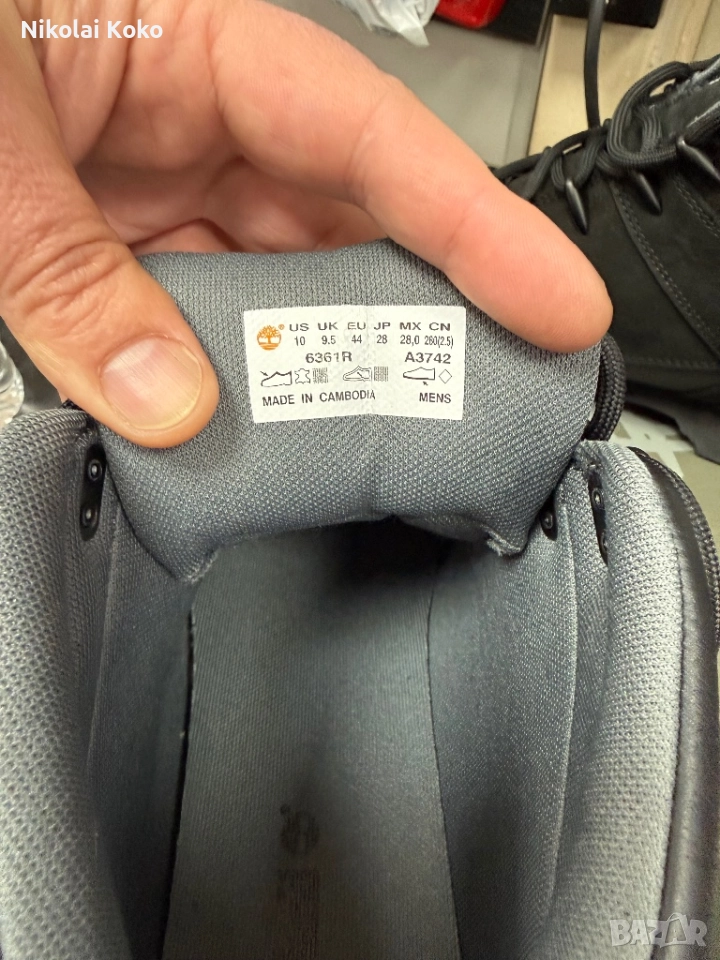 Nikolai Koko
US UK EU JP MX CN
10 9.5 44 28 28,0 260(2.5)
6361R A3742
MADE IN CAMBODIA MENS
BAZAR